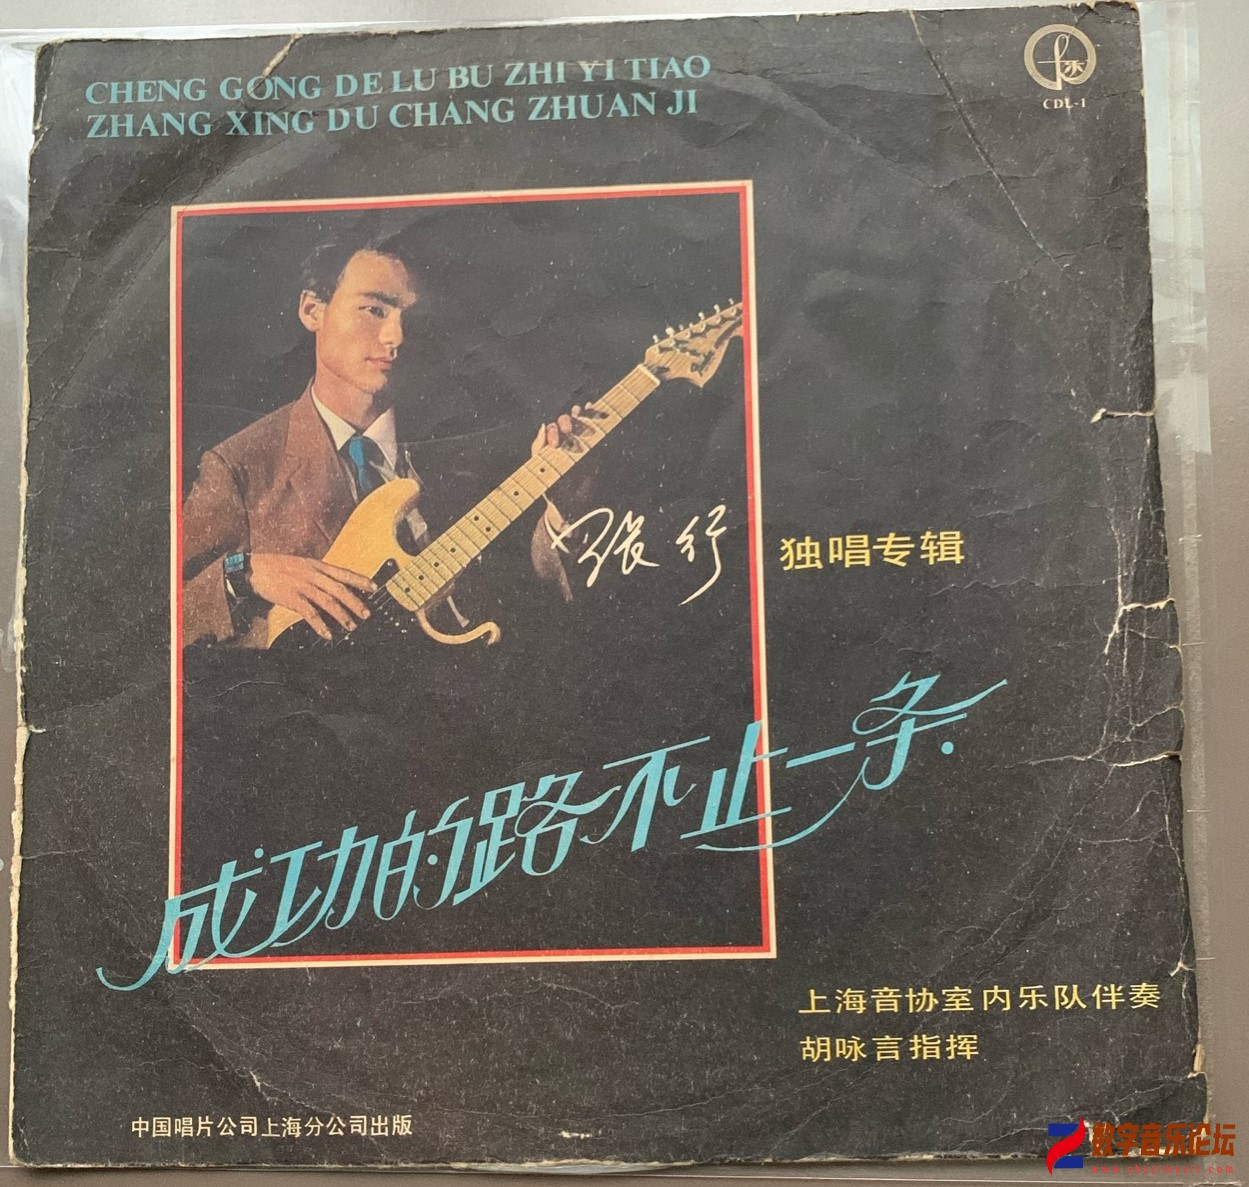 CHENG GONG DE LU BU ZHI YI TIAO
ZHANG XING DU CHANG ZHUAN JI
CDL-1
张行
独唱专辑
成功的路不止一条.
上海音协室内乐队伴奏
胡咏言指挥
中国唱片公司上海分公司出版
数字音乐论坛